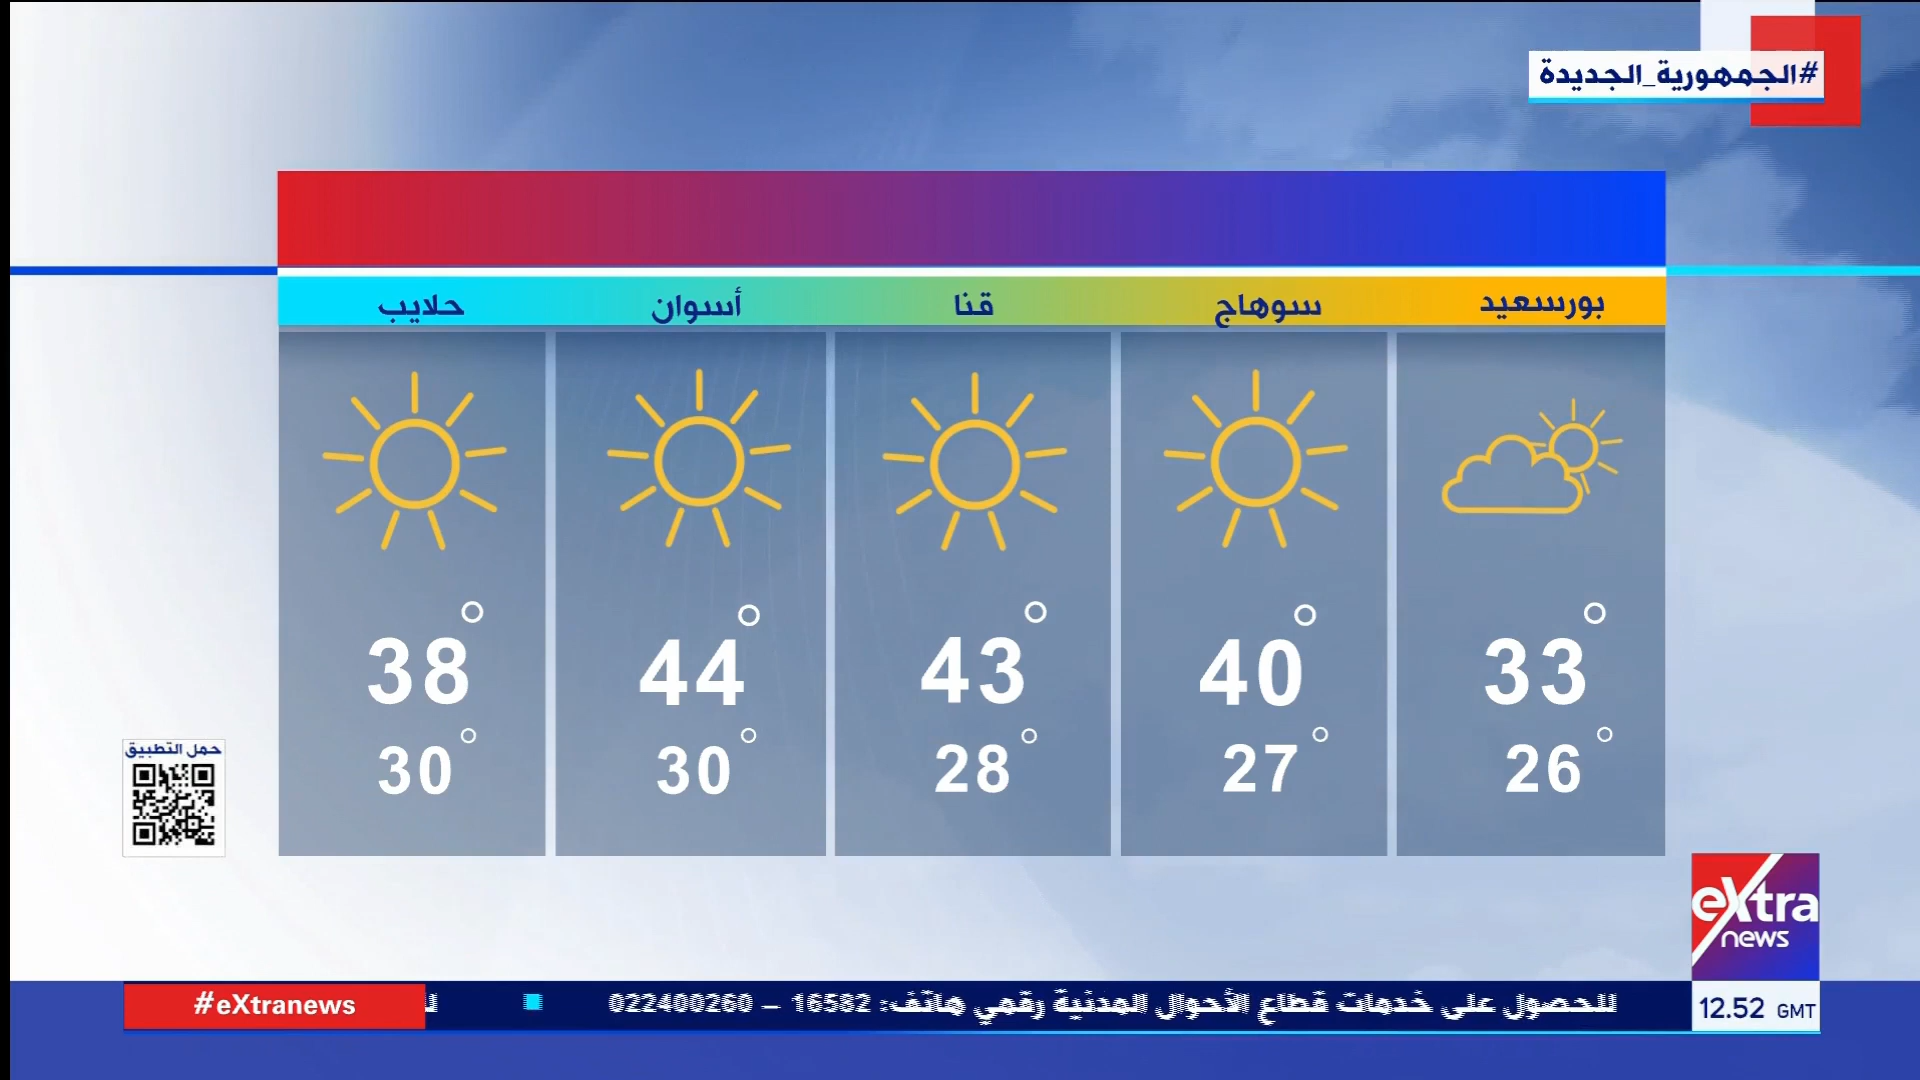 #الجمهورية_الجديدة
بورسعيد سوهاج قنا أسوان حلايب
33° 40° 43° 44° 38°
26° 27° 28° 30° 30°
حمل التطبيق
eXtra
news
للحصول على خدمات قطاع الأحوال المدنية رقمي هاتف: 16582 – 022400260
#eXtranews
12.52 GMT